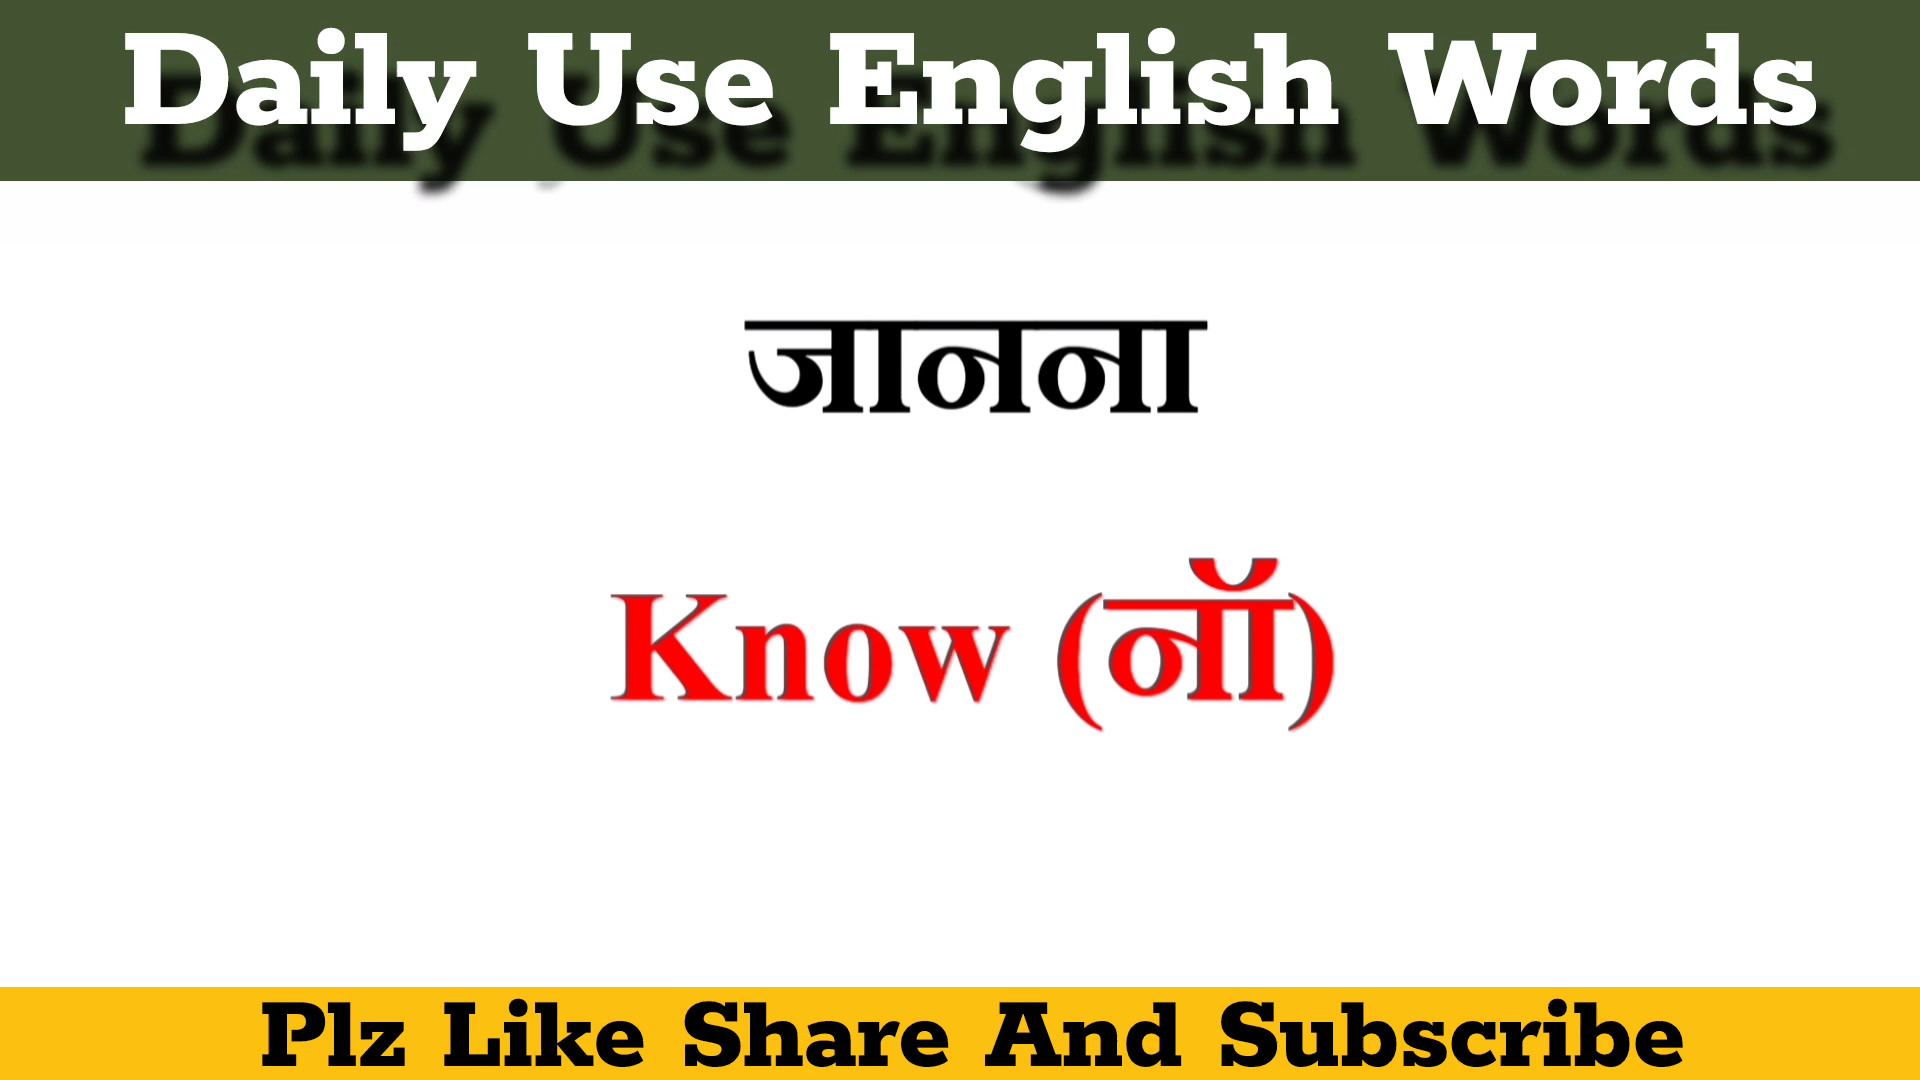 Daily Use English Words
जानना
Know (नॉ)
Plz Like Share And Subscribe